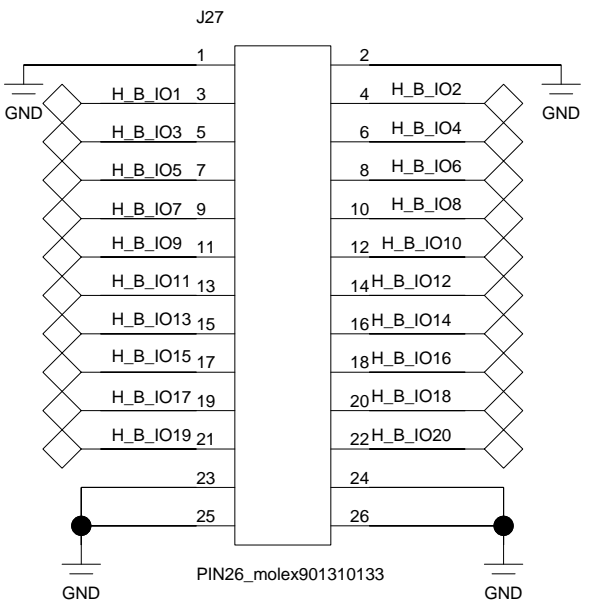 J27
1 2
GND GND
H_B_IO1 3 4 H_B_IO2
H_B_IO3 5 6 H_B_IO4
H_B_IO5 7 8 H_B_IO6
H_B_IO7 9 10 H_B_IO8
H_B_IO9 11 12 H_B_IO10
H_B_IO11 13 14 H_B_IO12
H_B_IO13 15 16 H_B_IO14
H_B_IO15 17 18 H_B_IO16
H_B_IO17 19 20 H_B_IO18
H_B_IO19 21 22 H_B_IO20
23 24
25 26
PIN26_molex901310133
GND GND